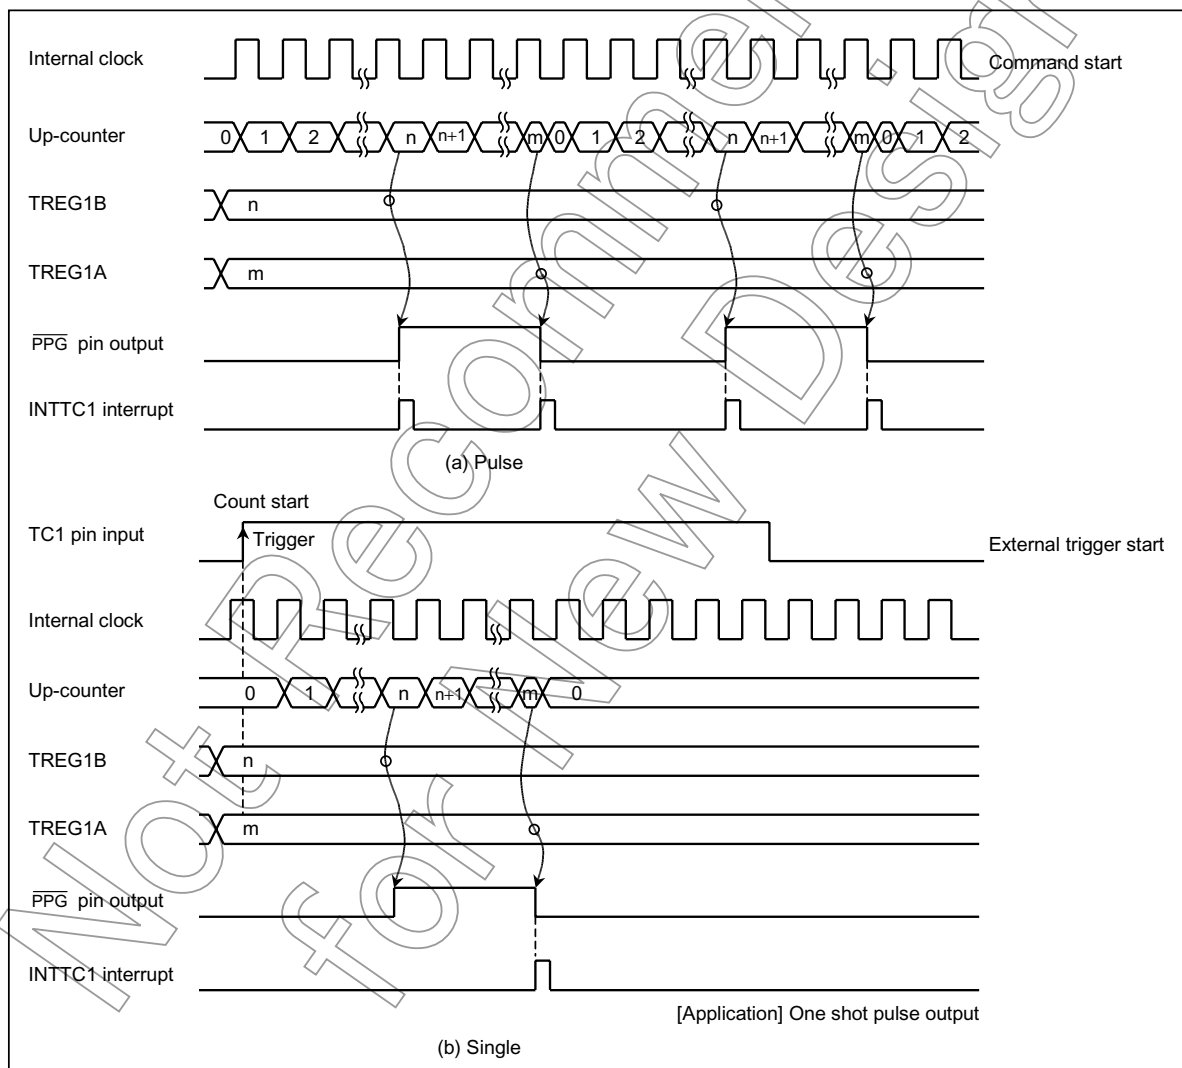 Internal clock
Command start
Up-counter 0 1 2 n n+1 m 0 1 2 n n+1 m 0 1 2
TREG1B n
TREG1A m
PPG pin output
INTTC1 interrupt
(a) Pulse
Count start
TC1 pin input Trigger
External trigger start
Internal clock
Up-counter 0 1 n n+1 m 0
TREG1B n
TREG1A m
PPG pin output
INTTC1 interrupt
[Application] One shot pulse output
(b) Single
Not Recommended
for New Design